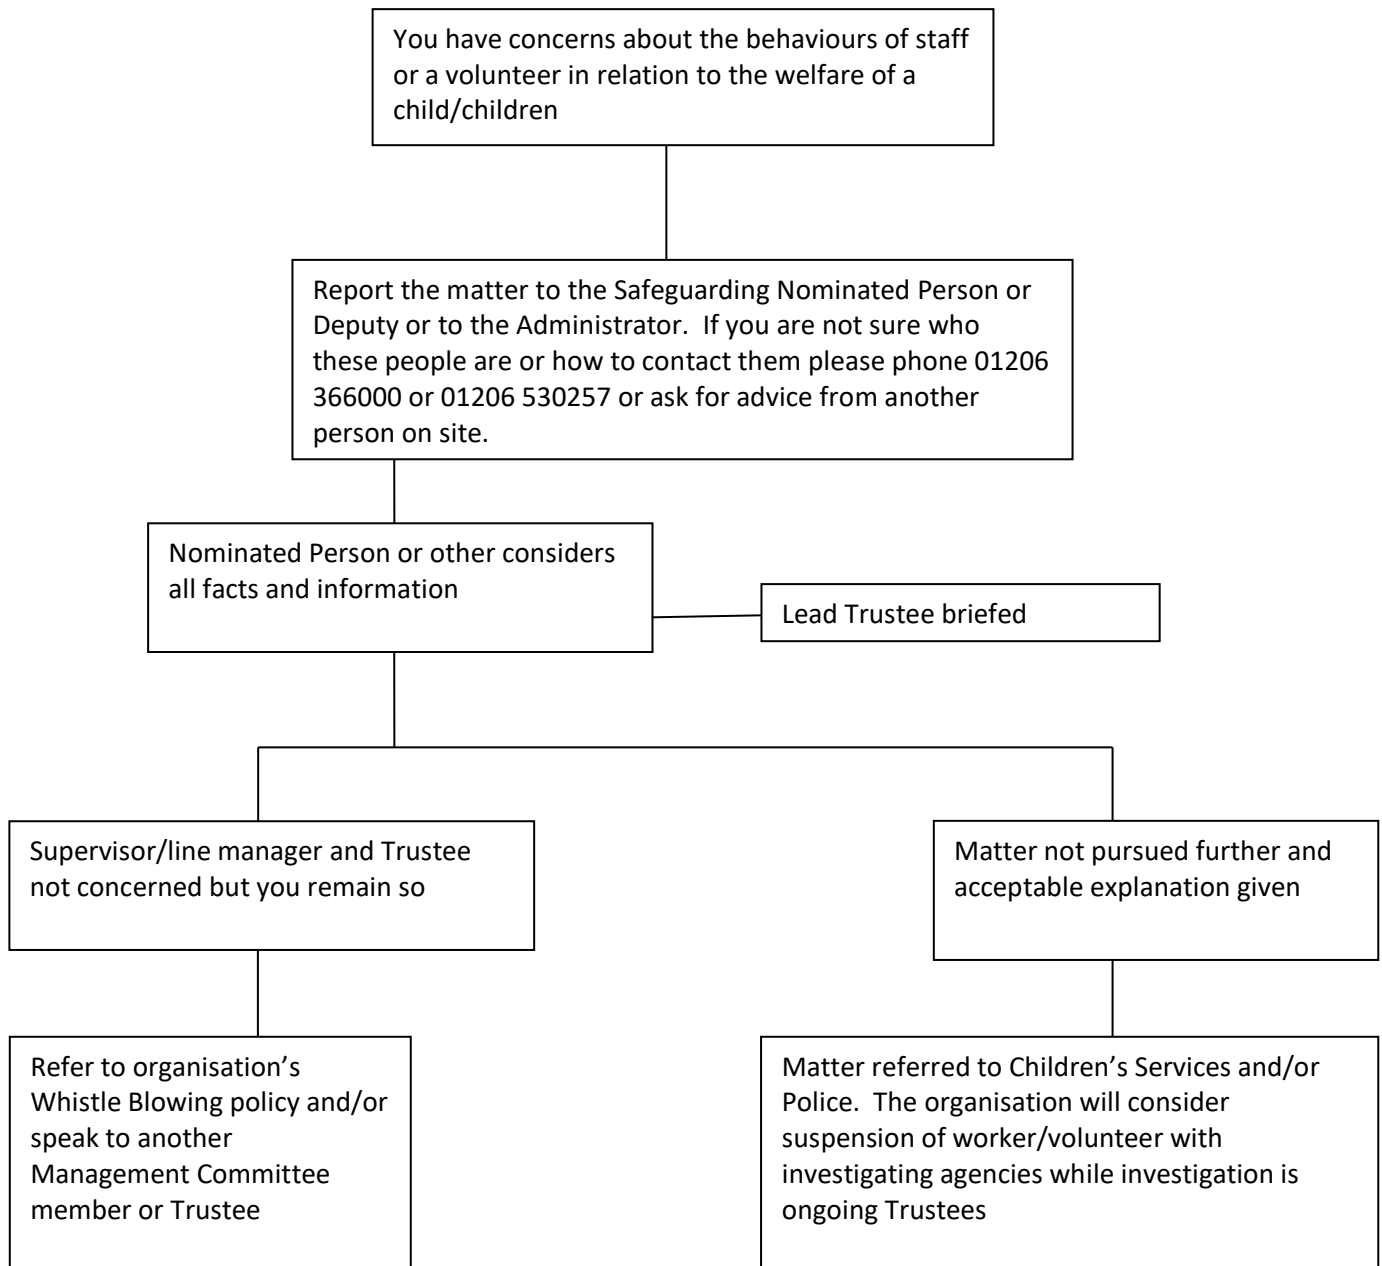 You have concerns about the behaviours of staff
or a volunteer in relation to the welfare of a
child/children
Report the matter to the Safeguarding Nominated Person or
Deputy or to the Administrator.  If you are not sure who
these people are or how to contact them please phone 01206
366000 or 01206 530257 or ask for advice from another
person on site.
Nominated Person or other considers
all facts and information
Lead Trustee briefed
Supervisor/line manager and Trustee
not concerned but you remain so
Matter not pursued further and
acceptable explanation given
Refer to organisation’s
Whistle Blowing policy and/or
speak to another
Management Committee
member or Trustee
Matter referred to Children’s Services and/or
Police.  The organisation will consider
suspension of worker/volunteer with
investigating agencies while investigation is
ongoing Trustees